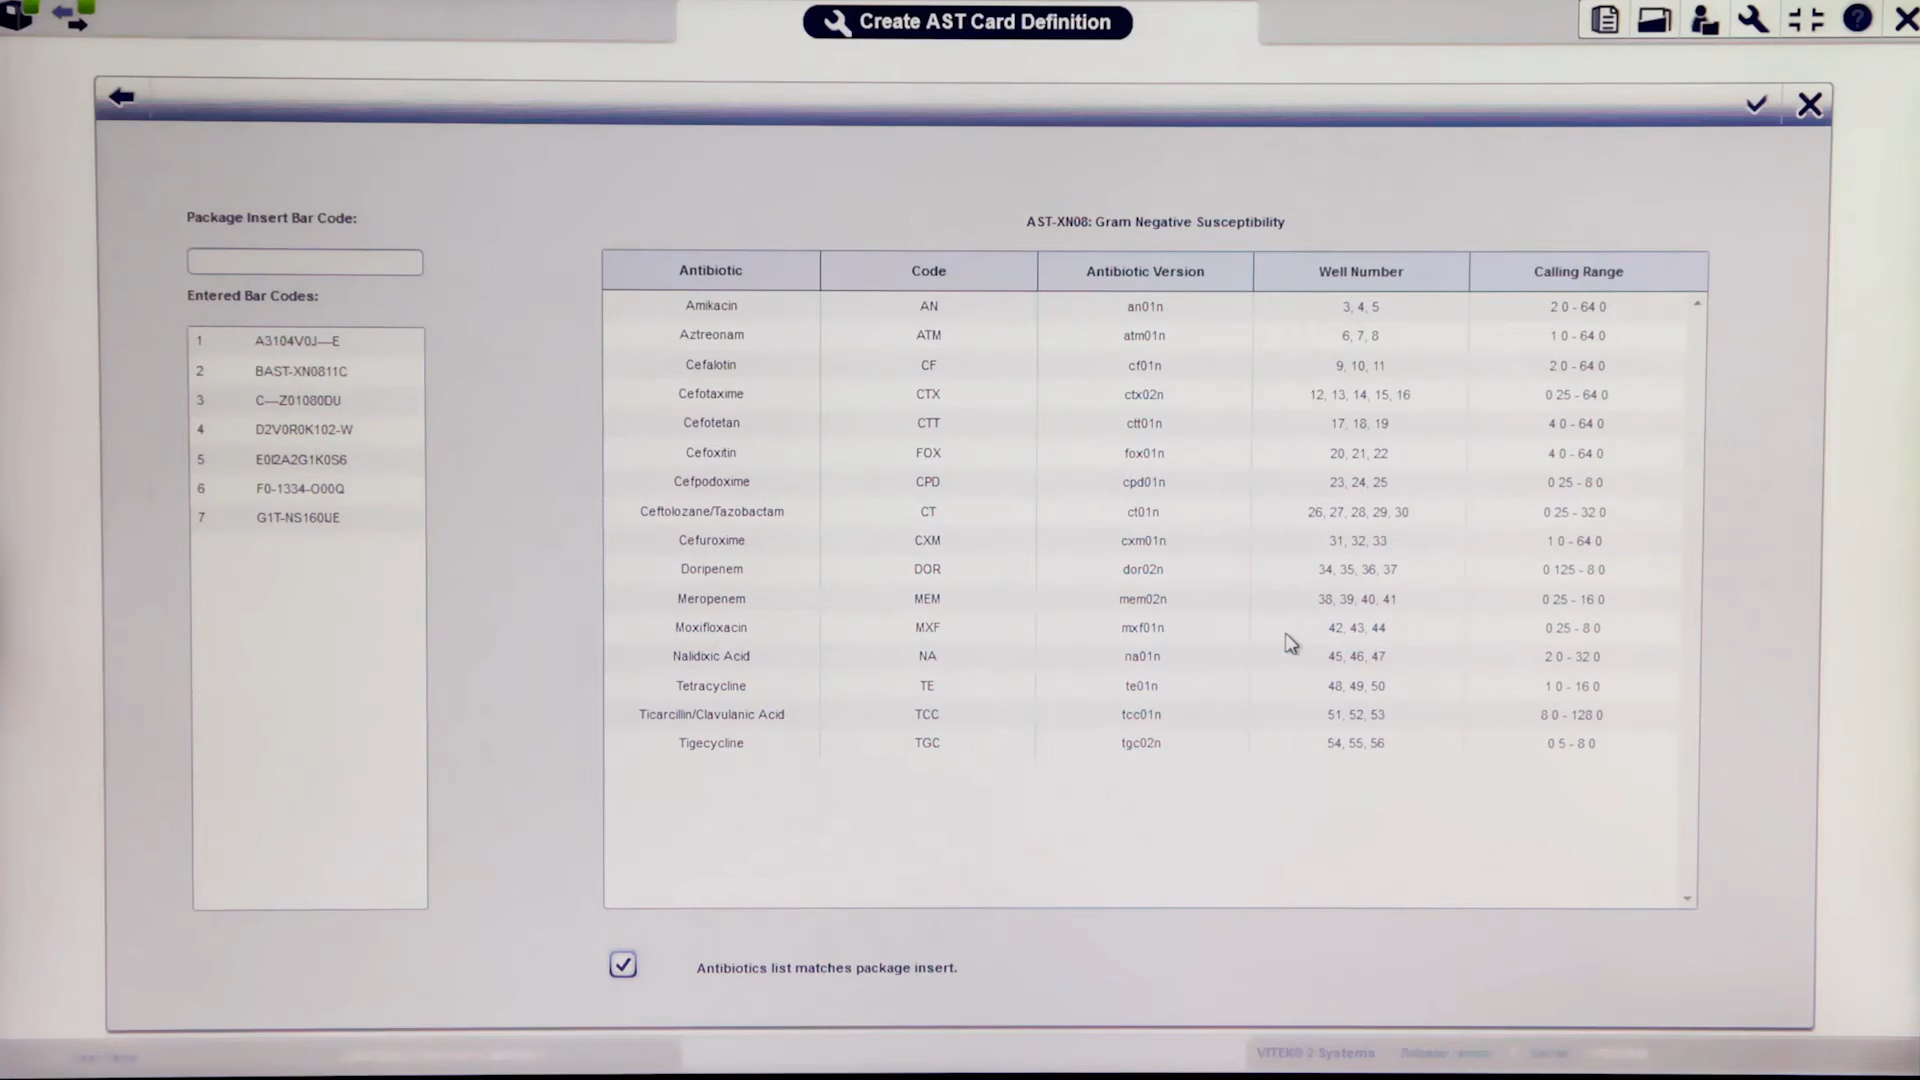 Create AST Card Definition
Package Insert Bar Code:
Entered Bar Codes:
1 A3104V0J—E
2 BAST-XN0811C
3 C—Z01080DU
4 D2V0R0K102-W
5 E0I2A2G1K0S6
6 F0-1334-O00Q
7 G1T-NS160UE
AST-XN08: Gram Negative Susceptibility
Antibiotic Code Antibiotic Version Well Number Calling Range
Amikacin AN an01n 3, 4, 5 2 0 - 64 0
Aztreonam ATM atm01n 6, 7, 8 1 0 - 64 0
Cefalotin CF cf01n 9, 10, 11 2 0 - 64 0
Cefotaxime CTX ctx02n 12, 13, 14, 15, 16 0 25 - 64 0
Cefotetan CTT ctt01n 17, 18, 19 4 0 - 64 0
Cefoxitin FOX fox01n 20, 21, 22 4 0 - 64 0
Cefpodoxime CPD cpd01n 23, 24, 25 0 25 - 8 0
Ceftolozane/Tazobactam CT ct01n 26, 27, 28, 29, 30 0 25 - 32 0
Cefuroxime CXM cxm01n 31, 32, 33 1 0 - 64 0
Doripenem DOR dor02n 34, 35, 36, 37 0 125 - 8 0
Meropenem MEM mem02n 38, 39, 40, 41 0 25 - 16 0
Moxifloxacin MXF mxf01n 42, 43, 44 0 25 - 8 0
Nalidixic Acid NA na01n 45, 46, 47 2 0 - 32 0
Tetracycline TE te01n 48, 49, 50 1 0 - 16 0
Ticarcillin/Clavulanic Acid TCC tcc01n 51, 52, 53 8 0 - 128 0
Tigecycline TGC tgc02n 54, 55, 56 0 5 - 8 0
Antibiotics list matches package insert.
VITEK® 2 Systems